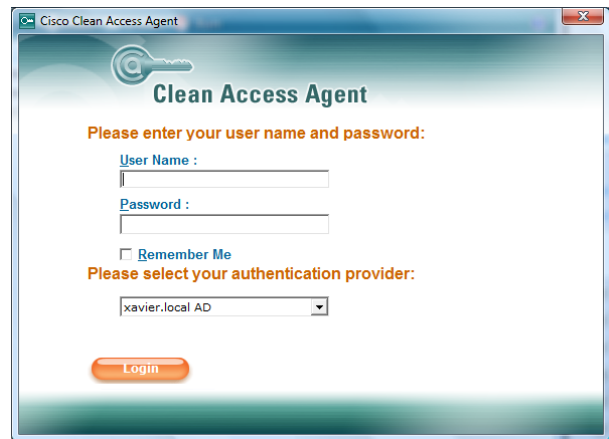 Cisco Clean Access Agent
Clean Access Agent
Please enter your user name and password:
User Name :
Password :
Remember Me
Please select your authentication provider:
xavier.local AD
Login